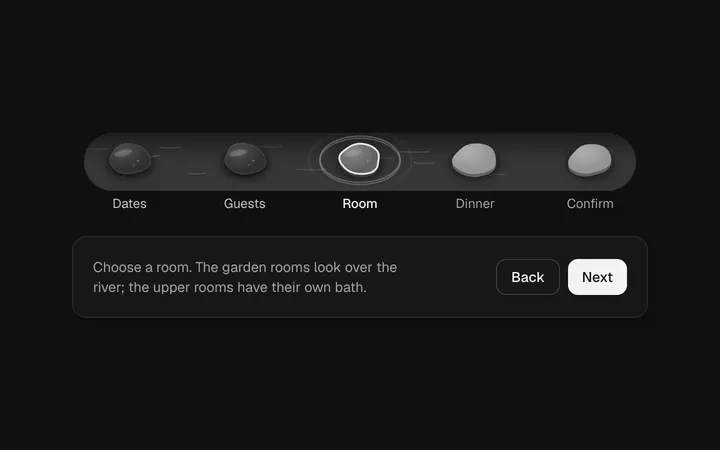 Dates
Guests
Room
Dinner
Confirm
Choose a room. The garden rooms look over the
river; the upper rooms have their own bath.
Back
Next